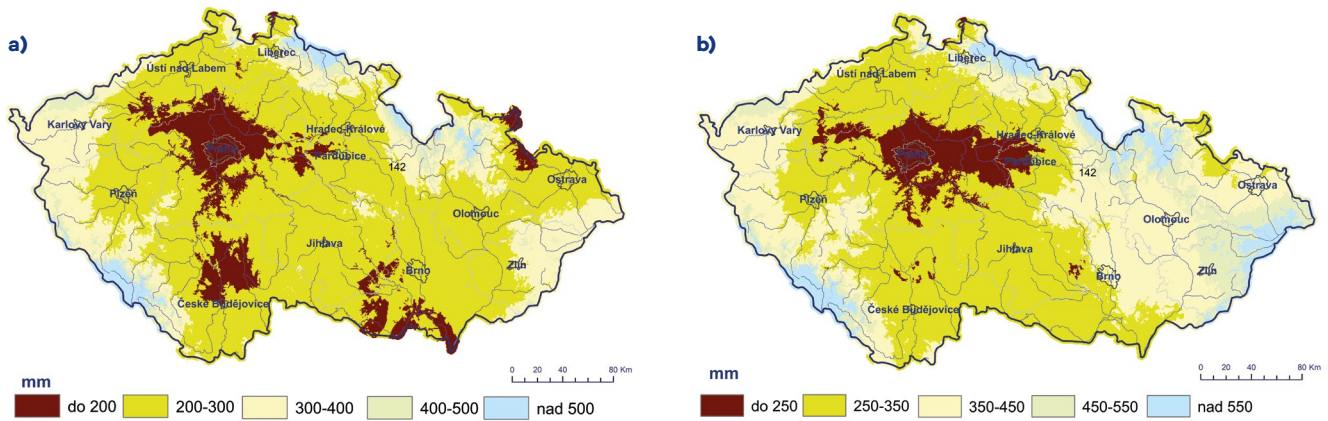 a)
Liberec
Ústí nad Labem
Karlovy Vary
Hradec Králové
Praha
Pardubice
142
Plzeň
Ostrava
Olomouc
Jihlava
Brno
Zlín
České Budějovice
0 20 40 80 Km
mm
do 200 200-300 300-400 400-500 nad 500
b)
Liberec
Ústí nad Labem
Karlovy Vary
Hradec Králové
Praha
Pardubice
142
Plzeň
Ostrava
Olomouc
Jihlava
Brno
Zlín
České Budějovice
0 20 40 80 Km
mm
do 250 250-350 350-450 450-550 nad 550